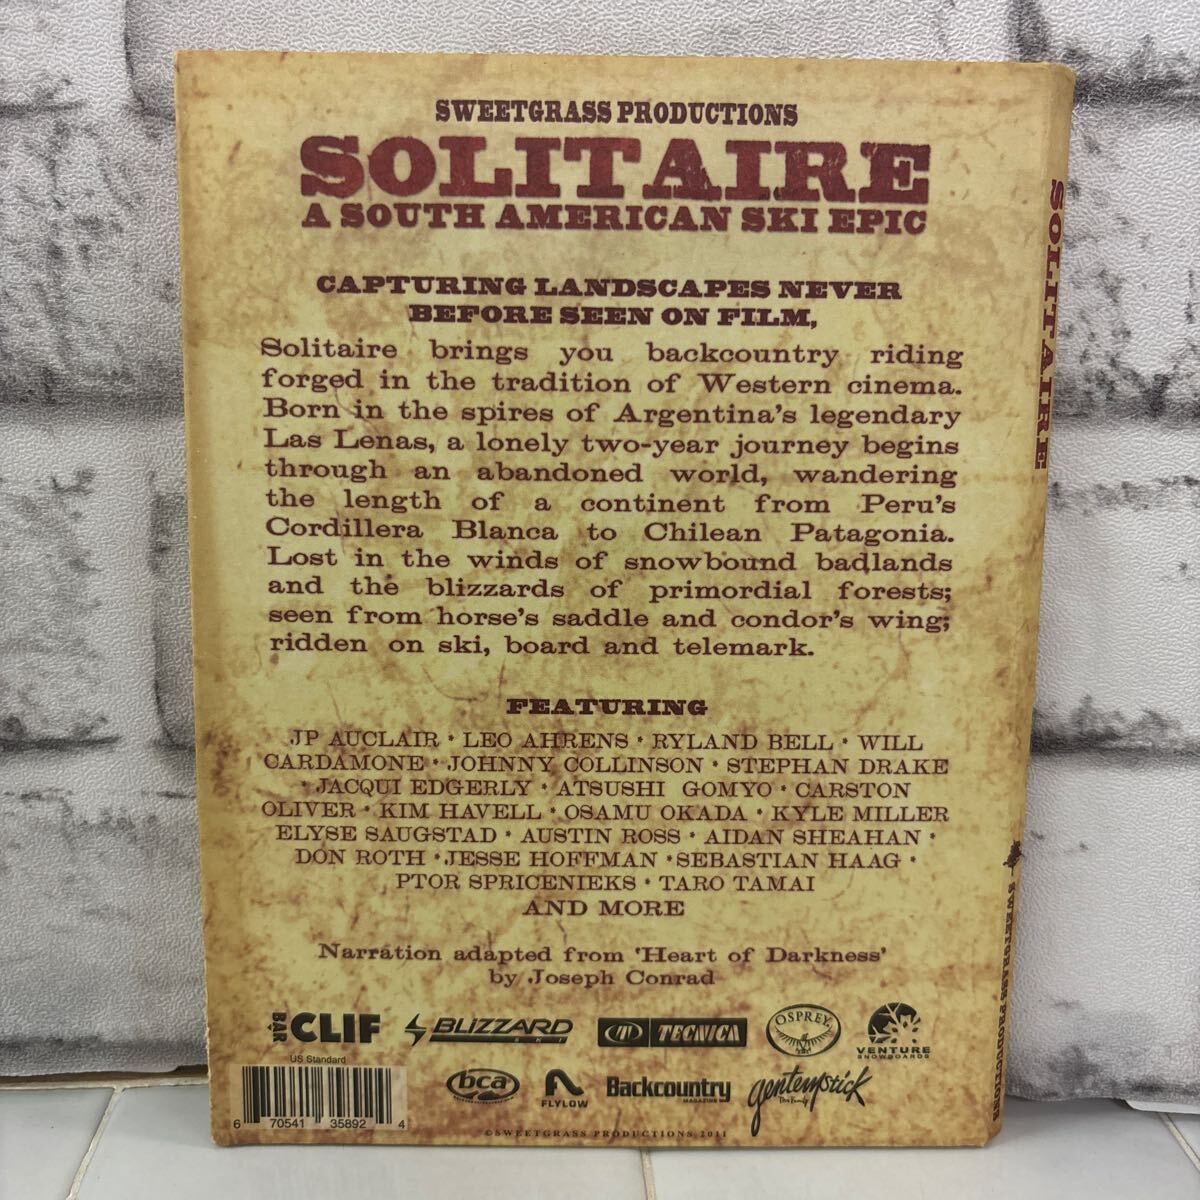 SWEETGRASS PRODUCTIONS
SOLITAIRE
A SOUTH AMERICAN SKI EPIC
CAPTURING LANDSCAPES NEVER
BEFORE SEEN ON FILM,
Solitaire brings you backcountry riding
forged in the tradition of Western cinema.
Born in the spires of Argentina's legendary
Las Lenas, a lonely two-year journey begins
through an abandoned world, wandering
the length of a continent from Peru's
Cordillera Blanca to Chilean Patagonia.
Lost in the winds of snowbound badlands
and the blizzards of primordial forests;
seen from horse's saddle and condor's wing;
ridden on ski, board and telemark.
FEATURING
JP AUCLAIR • LEO AHRENS • RYLAND BELL • WILL
CARDAMONE • JOHNNY COLLINSON • STEPHAN DRAKE
• JACQUI EDGERLY • ATSUSHI GOMYO • CARSTON
OLIVER • KIM HAVELL • OSAMU OKADA • KYLE MILLER
ELYSE SAUGSTAD • AUSTIN ROSS • AIDAN SHEAHAN •
DON ROTH • JESSE HOFFMAN • SEBASTIAN HAAG •
PTOR SPRICENIEKS • TARO TAMAI
AND MORE
Narration adapted from 'Heart of Darkness'
by Joseph Conrad
CLIF BAR
BLIZZARD
SKI
TECNICA
OSPREY
VENTURE
SNOWBOARDS
US Standard
6 70541 35892 4
bca
FLYLOW
Backcountry
MAGAZINE
gentemstick
©SWEETGRASS PRODUCTIONS 2011
SOLITAIRE
SWEETGRASS PRODUCTIONS